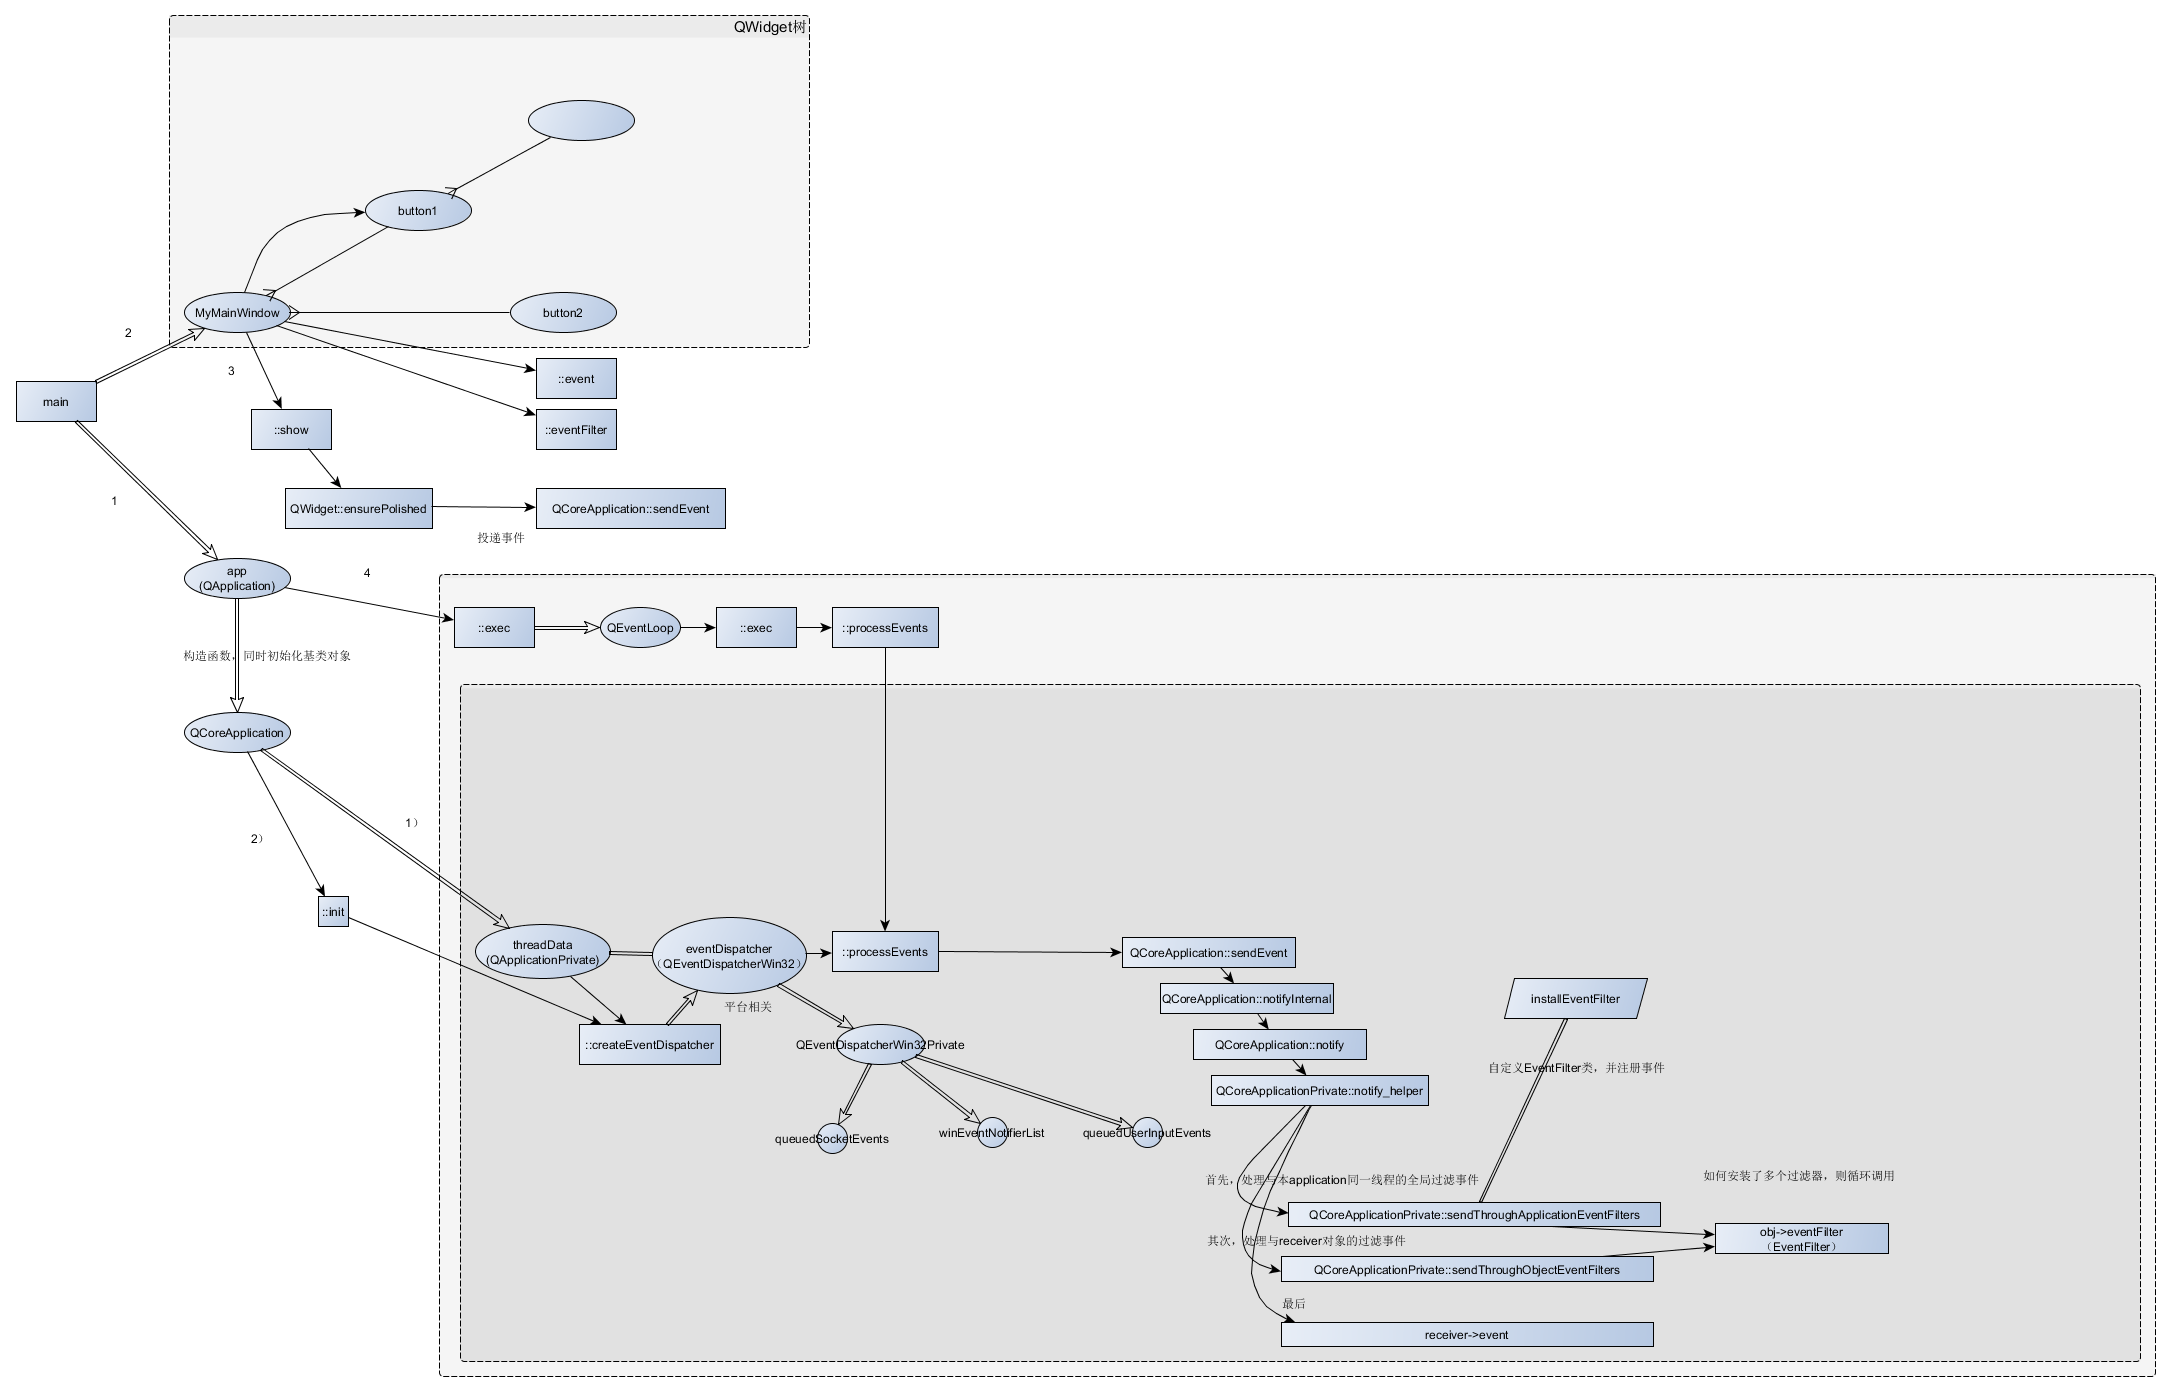 QWidget树
button1
MyMainWindow
button2
2
3
::event
main
::show
::eventFilter
1
QWidget::ensurePolished
QCoreApplication::sendEvent
投递事件
app
(QApplication)
4
::exec
QEventLoop
::exec
::processEvents
构造函数，同时初始化基类对象
QCoreApplication
1）
2）
::init
threadData
(QApplicationPrivate)
eventDispatcher
（QEventDispatcherWin32）
::processEvents
QCoreApplication::sendEvent
平台相关
QCoreApplication::notifyInternal
installEventFilter
::createEventDispatcher
QEventDispatcherWin32Private
QCoreApplication::notify
自定义EventFilter类，并注册事件
QCoreApplicationPrivate::notify_helper
queuedSocketEvents
winEventNotifierList
queuedUserInputEvents
首先，处理与本application同一线程的全局过滤事件
如何安装了多个过滤器，则循环调用
QCoreApplicationPrivate::sendThroughApplicationEventFilters
obj->eventFilter
（EventFilter）
其次，处理与receiver对象的过滤事件
QCoreApplicationPrivate::sendThroughObjectEventFilters
最后
receiver->event